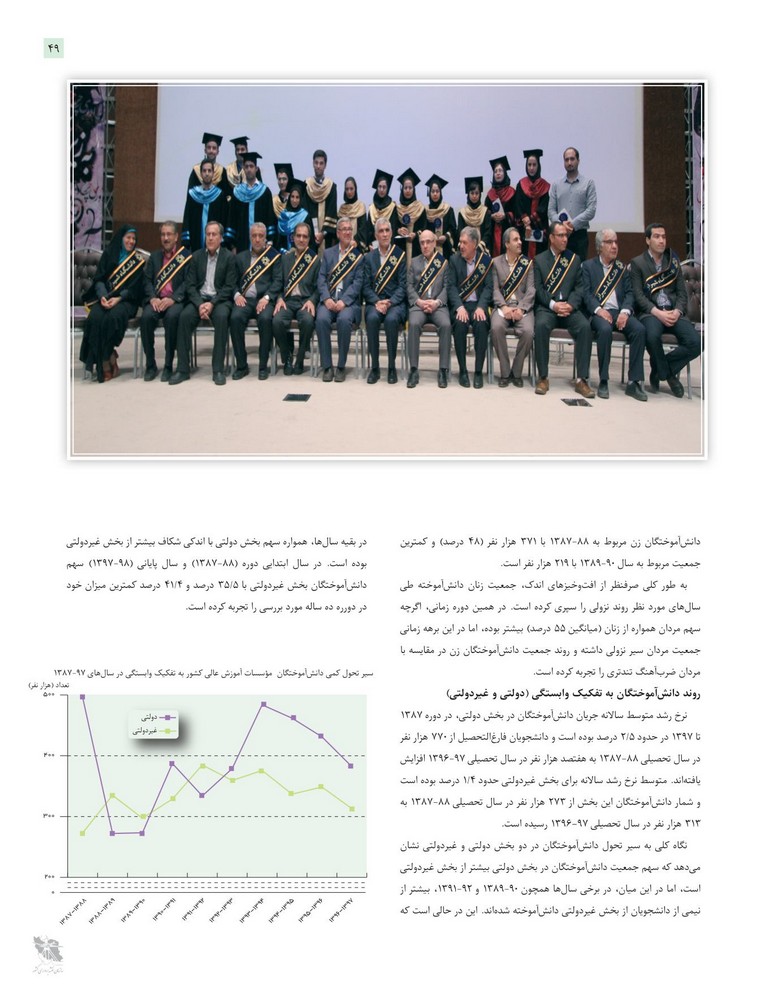 ۴۹
دانش‌آموختگان زن مربوط به ۸۸-۱۳۸۷ با ۳۷۱ هزار نفر (۴۸ درصد) و کمترین
جمعیت مربوط به سال ۹۰-۱۳۸۹ با ۲۱۹ هزار نفر است.
به طور کلی صرفنظر از افت‌وخیزهای اندک، جمعیت زنان دانش‌آموخته طی
سال‌های مورد نظر روند نزولی را سپری کرده است. در همین دوره زمانی، اگرچه
سهم مردان همواره از زنان (میانگین ۵۵ درصد) بیشتر بوده، اما در این برهه زمانی
جمعیت مردان سیر نزولی داشته و روند جمعیت دانش‌آموختگان زن در مقایسه با
مردان ضرب‌آهنگ تندتری را تجربه کرده است.
روند دانش‌آموختگان به تفکیک وابستگی (دولتی و غیردولتی)
نرخ رشد متوسط سالانه جریان دانش‌آموختگان در بخش دولتی، در دوره ۱۳۸۷
تا ۱۳۹۷ در حدود ۲/۵ درصد بوده است و دانشجویان فارغ‌التحصیل از ۷۷۰ هزار نفر
در سال تحصیلی ۸۸-۱۳۸۷ به هفتصد هزار نفر در سال تحصیلی ۹۷-۱۳۹۶ افزایش
یافته‌اند. متوسط نرخ رشد سالانه برای بخش غیردولتی حدود ۱/۴ درصد بوده است
و شمار دانش‌آموختگان این بخش از ۲۷۳ هزار نفر در سال تحصیلی ۸۸-۱۳۸۷ به
۳۱۳ هزار نفر در سال تحصیلی ۹۷-۱۳۹۶ رسیده است.
نگاه کلی به سیر تحول دانش‌آموختگان در دو بخش دولتی و غیردولتی نشان
می‌دهد که سهم جمعیت دانش‌آموختگان در بخش دولتی بیشتر از بخش غیردولتی
است، اما در این میان، در برخی سال‌ها همچون ۹۰-۱۳۸۹ و ۹۲-۱۳۹۱، بیشتر از
نیمی از دانشجویان از بخش غیردولتی دانش‌آموخته شده‌اند. این در حالی است که
در بقیه سال‌ها، همواره سهم بخش دولتی با اندکی شکاف بیشتر از بخش غیردولتی
بوده است. در سال ابتدایی دوره (۸۸-۱۳۸۷) و سال پایانی (۹۸-۱۳۹۷) سهم
دانش‌آموختگان بخش غیردولتی با ۳۵/۵ درصد و ۴۱/۴ درصد کمترین میزان خود
در دورره ده ساله مورد بررسی را تجربه کرده است.
سیر تحول کمی دانش‌آموختگان مؤسسات آموزش عالی کشور به تفکیک وابستگی در سال‌های ۹۷-۱۳۸۷
تعداد (هزار نفر)
۵۰۰
دولتی
غیردولتی
۴۰۰
۳۰۰
۲۰۰
۰
۱۳۸۷-۱۳۸۸
۱۳۸۸-۱۳۸۹
۱۳۸۹-۱۳۹۰
۱۳۹۰-۱۳۹۱
۱۳۹۱-۱۳۹۲
۱۳۹۲-۱۳۹۳
۱۳۹۳-۱۳۹۴
۱۳۹۴-۱۳۹۵
۱۳۹۵-۱۳۹۶
۱۳۹۶-۱۳۹۷